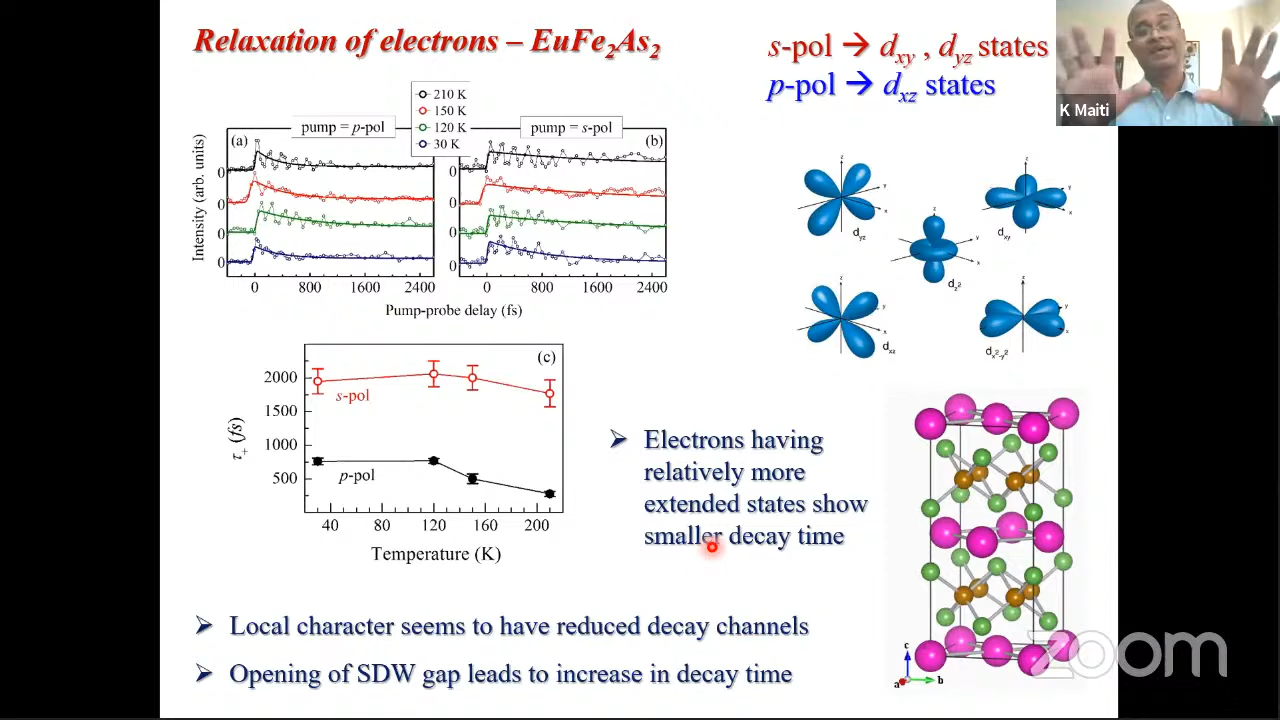 Relaxation of electrons – EuFe2As2
s-pol → dxy , dyz states
p-pol → dxz states
K Maiti
210 K
150 K
120 K
30 K
pump = p-pol
pump = s-pol
(a)
(b)
Intensity (arb. units)
0
0
0
0
0
0
0
0
0 800 1600 2400
0 800 1600 2400
Pump-probe delay (fs)
(c)
2000
1500
1000
500
τ+ (fs)
s-pol
p-pol
40 80 120 160 200
Temperature (K)
z
y
x
dyz
z
y
x
dxy
z
y
x
dz2
z
y
x
dxz
z
y
x
dx2-y2
➢ Electrons having
relatively more
extended states show
smaller decay time
➢ Local character seems to have reduced decay channels
➢ Opening of SDW gap leads to increase in decay time
c
a
b
zoom